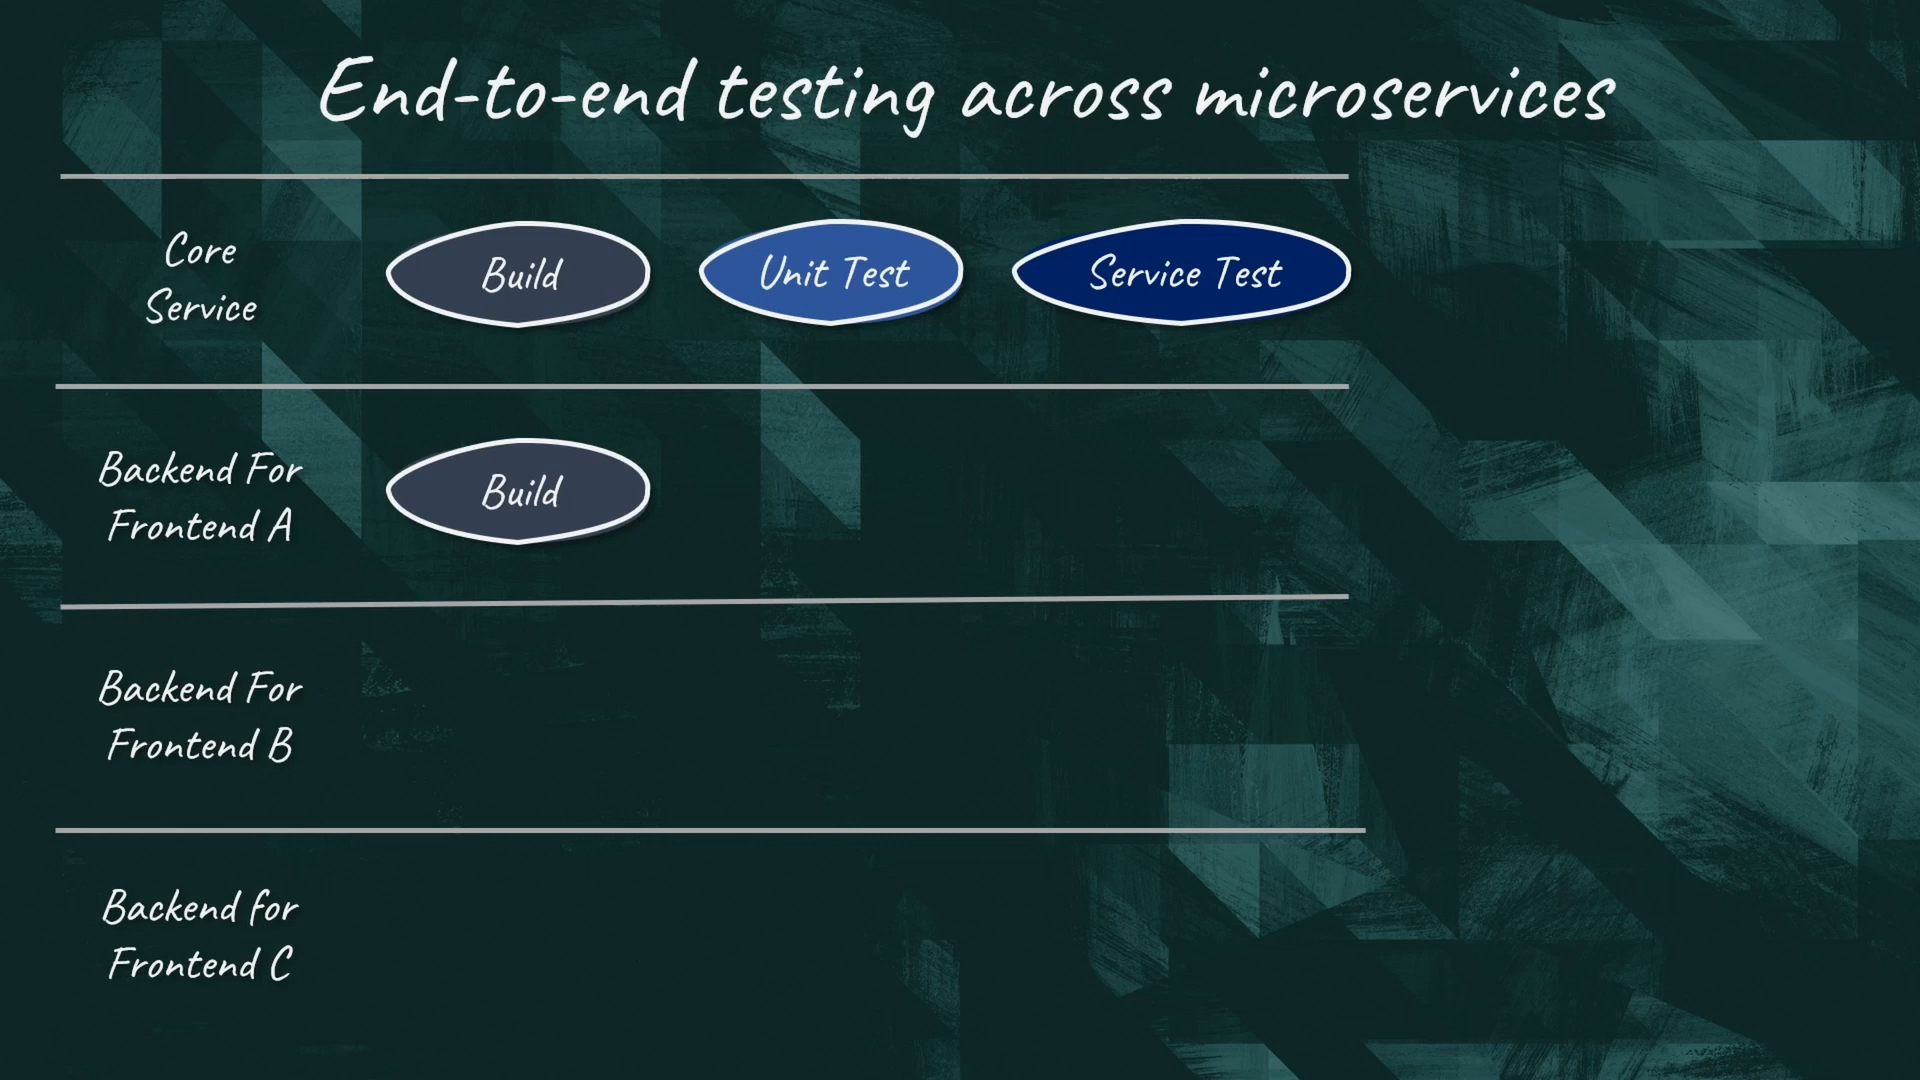 End-to-end testing across microservices
Core
Service
Build
Unit Test
Service Test
Backend For
Frontend A
Build
Backend For
Frontend B
Backend for
Frontend C